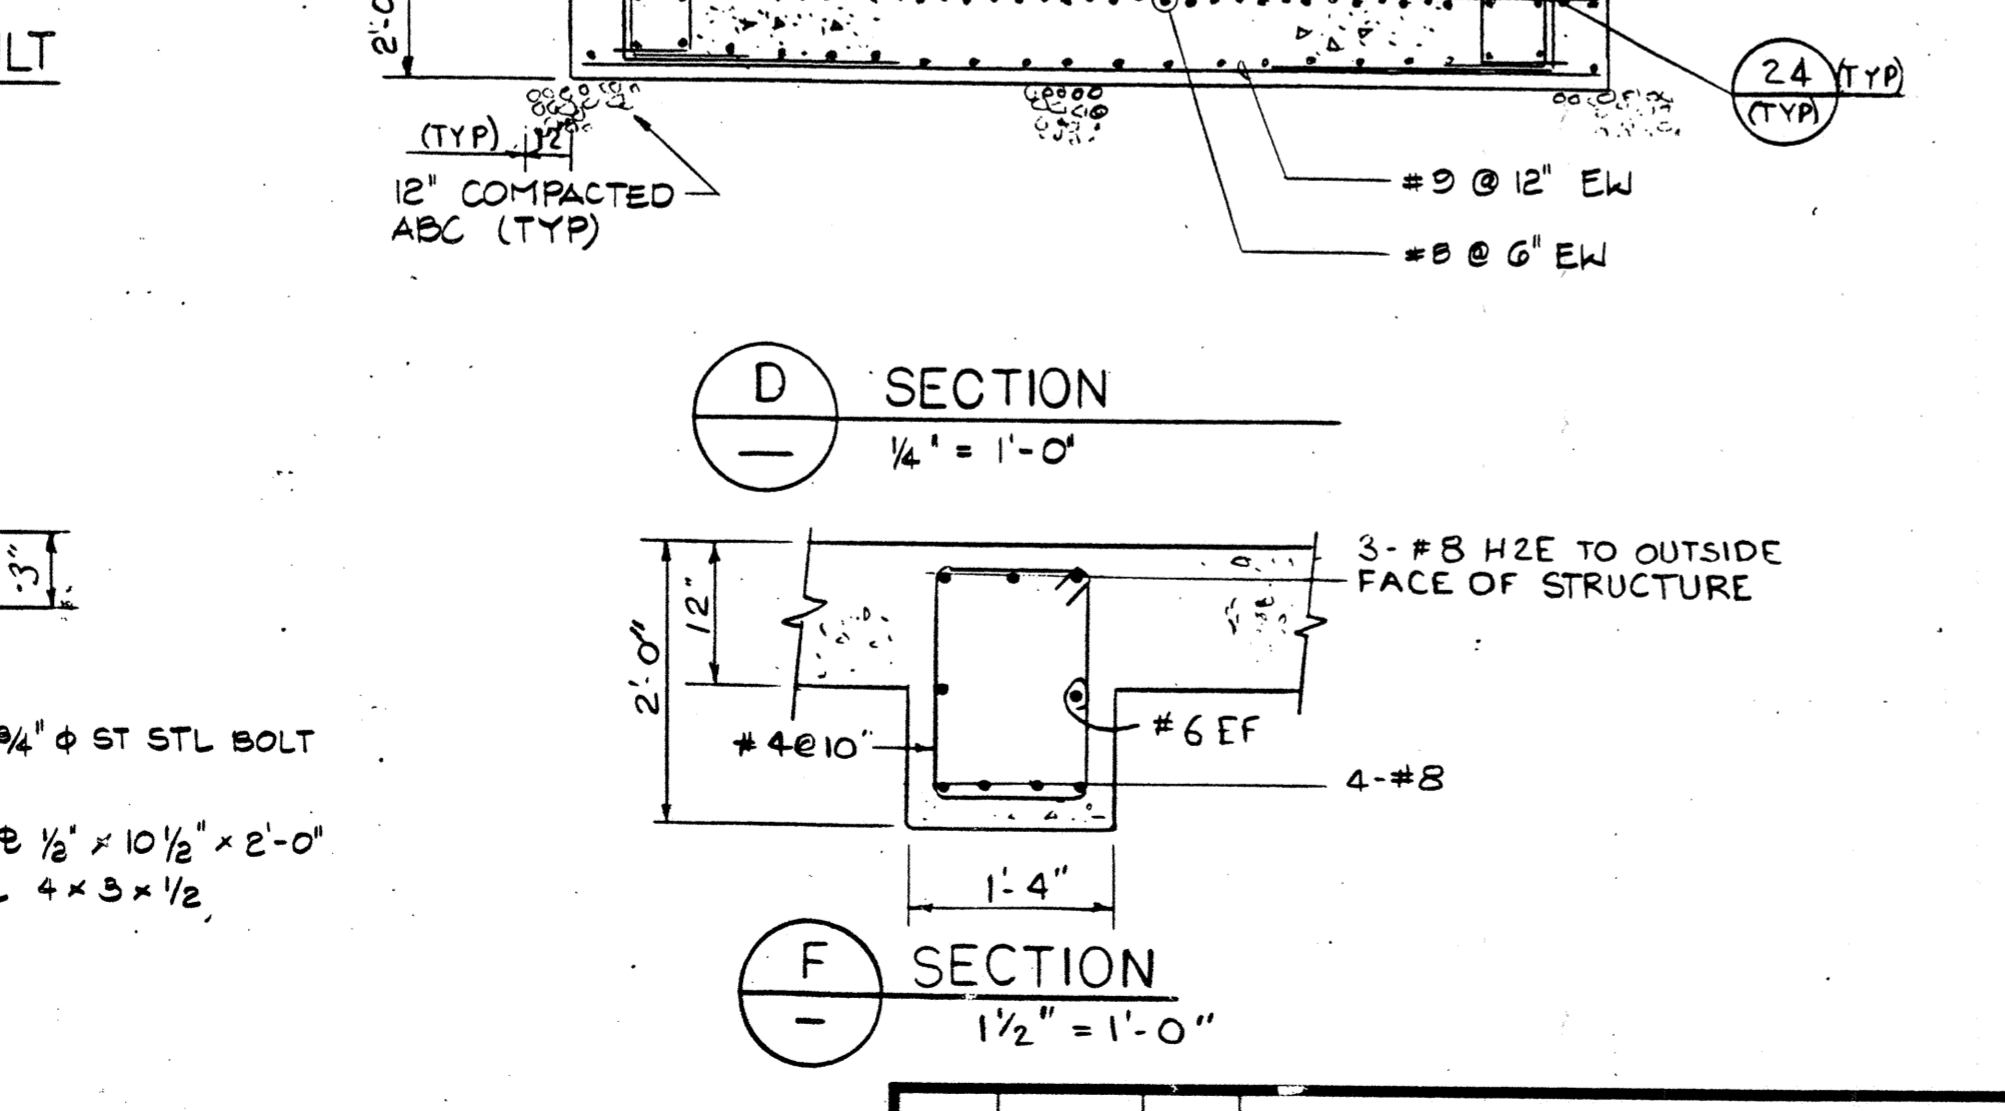 LT
2'-0
24 (TYP)
(TYP)
(TYP) 12"
12" COMPACTED
ABC (TYP)
#9 @ 12" EW
#8 @ 6" EW
D SECTION
1/4" = 1'-0"
3"
3/4" ϕ ST STL BOLT
½" x 10½" x 2'-0"
4 x 3 x ½
3-#8 H2E TO OUTSIDE
FACE OF STRUCTURE
12"
2'-0"
#4@10"
#6 EF
4-#8
1'-4"
F SECTION
1½" = 1'-0"